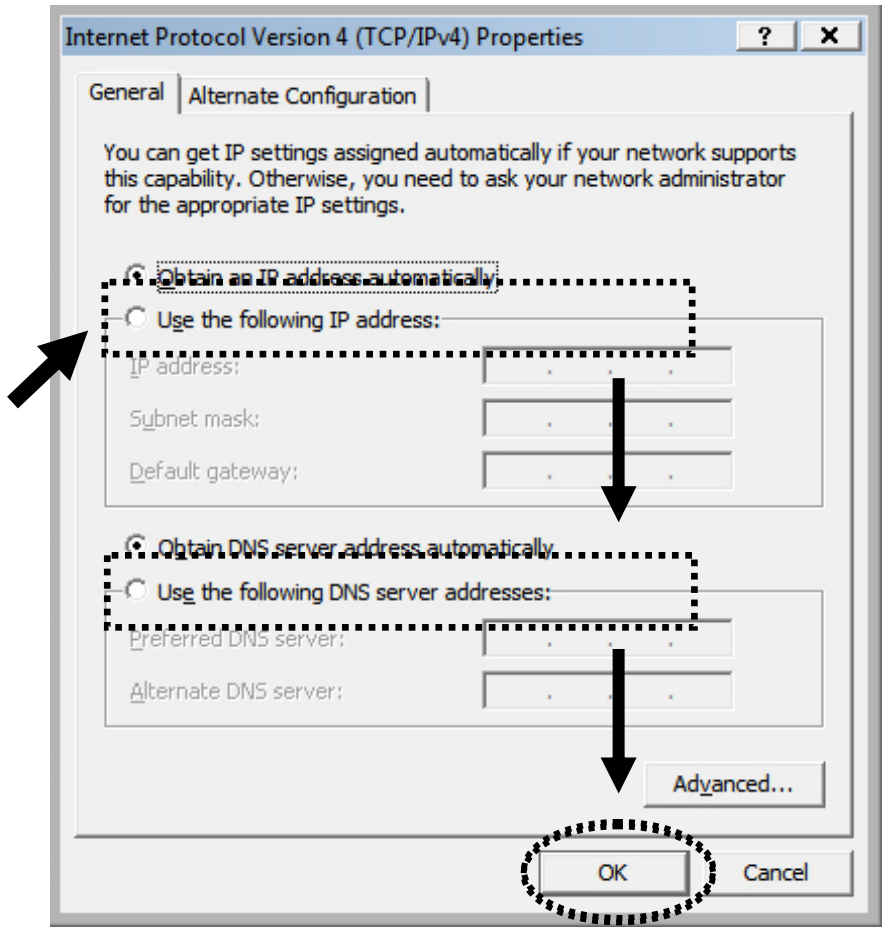 Internet Protocol Version 4 (TCP/IPv4) Properties
?
General
Alternate Configuration
You can get IP settings assigned automatically if your network supports
this capability. Otherwise, you need to ask your network administrator
for the appropriate IP settings.
Obtain an IP address automatically
Use the following IP address:
IP address:
. . .
Subnet mask:
. . .
Default gateway:
. . .
Obtain DNS server address automatically
Use the following DNS server addresses:
Preferred DNS server:
. . .
Alternate DNS server:
. . .
Advanced...
OK
Cancel